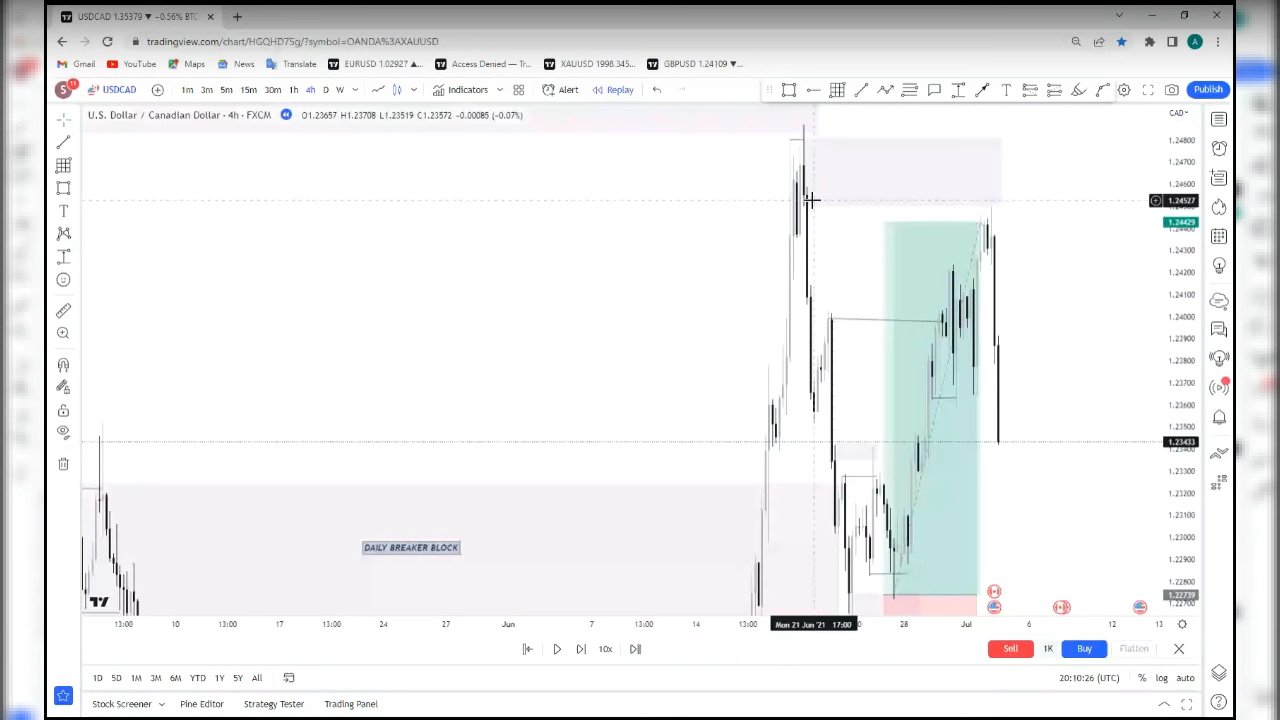 USDCAD 1.35379 ▼ −0.56% BTC
tradingview.com/chart/HGQHD75g/?symbol=OANDA%3AXAUUSD
A
Gmail YouTube Maps News Translate EURUSD 1.02927 ▲... Access Denied — Tr... XAUUSD 1998.345... GBPUSD 1.24109 ▼...
S 11 USDCAD 1m 3m 5m 15m 30m 1h 4h D W Indicators Alert Replay Publish
U.S. Dollar / Canadian Dollar · 4h · FXCM O1.23657 H1.23708 L1.23519 C1.23572 (−0.07%)
CAD
1.24800
1.24700
1.24600
1.24527
1.24429
1.24300
1.24200
1.24100
1.24000
1.23900
1.23800
1.23700
1.23600
1.23500
1.23433
1.23300
1.23200
1.23100
1.23000
1.22900
1.22800
1.22739
1.22700
DAILY BREAKER BLOCK
13:00 10 13:00 17 24 13:00 Jun 7 13:00 14 13:00 Mon 21 Jun '21 17:00 28 Jul 6 12 13
10x Sell 1K Buy Flatten
1D 5D 1M 3M 6M YTD 1Y 5Y All 20:10:26 (UTC) % log auto
Stock Screener Pine Editor Strategy Tester Trading Panel